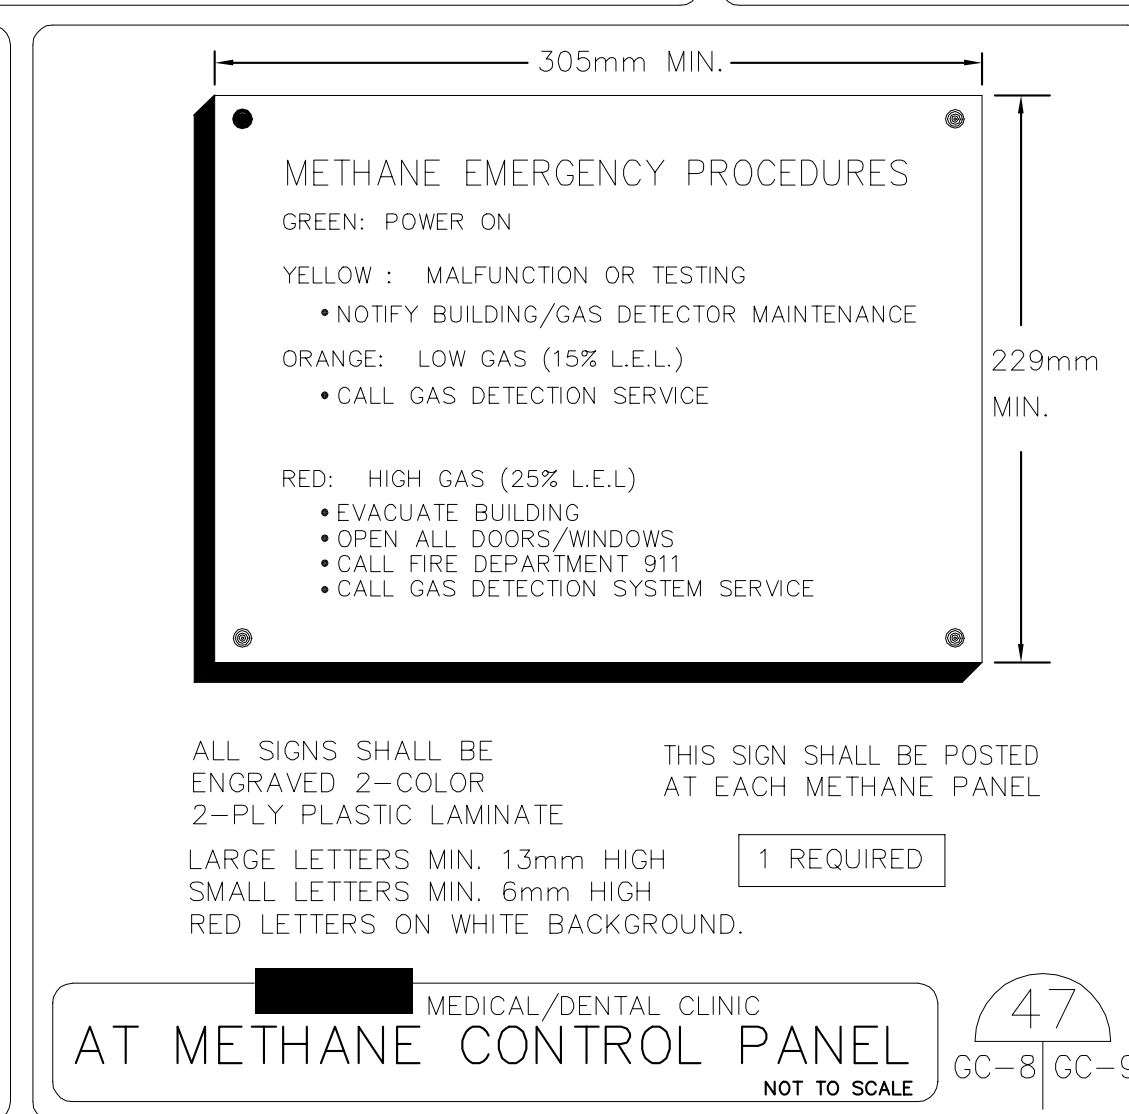 305mm MIN.
METHANE EMERGENCY PROCEDURES
GREEN: POWER ON
YELLOW : MALFUNCTION OR TESTING
•NOTIFY BUILDING/GAS DETECTOR MAINTENANCE
ORANGE: LOW GAS (15% L.E.L.)
•CALL GAS DETECTION SERVICE
229mm
MIN.
RED: HIGH GAS (25% L.E.L)
•EVACUATE BUILDING
•OPEN ALL DOORS/WINDOWS
•CALL FIRE DEPARTMENT 911
•CALL GAS DETECTION SYSTEM SERVICE
ALL SIGNS SHALL BE
ENGRAVED 2-COLOR
2-PLY PLASTIC LAMINATE
THIS SIGN SHALL BE POSTED
AT EACH METHANE PANEL
LARGE LETTERS MIN. 13mm HIGH
SMALL LETTERS MIN. 6mm HIGH
RED LETTERS ON WHITE BACKGROUND.
1 REQUIRED
MEDICAL/DENTAL CLINIC
AT METHANE CONTROL PANEL
NOT TO SCALE
47
GC-8 GC-9